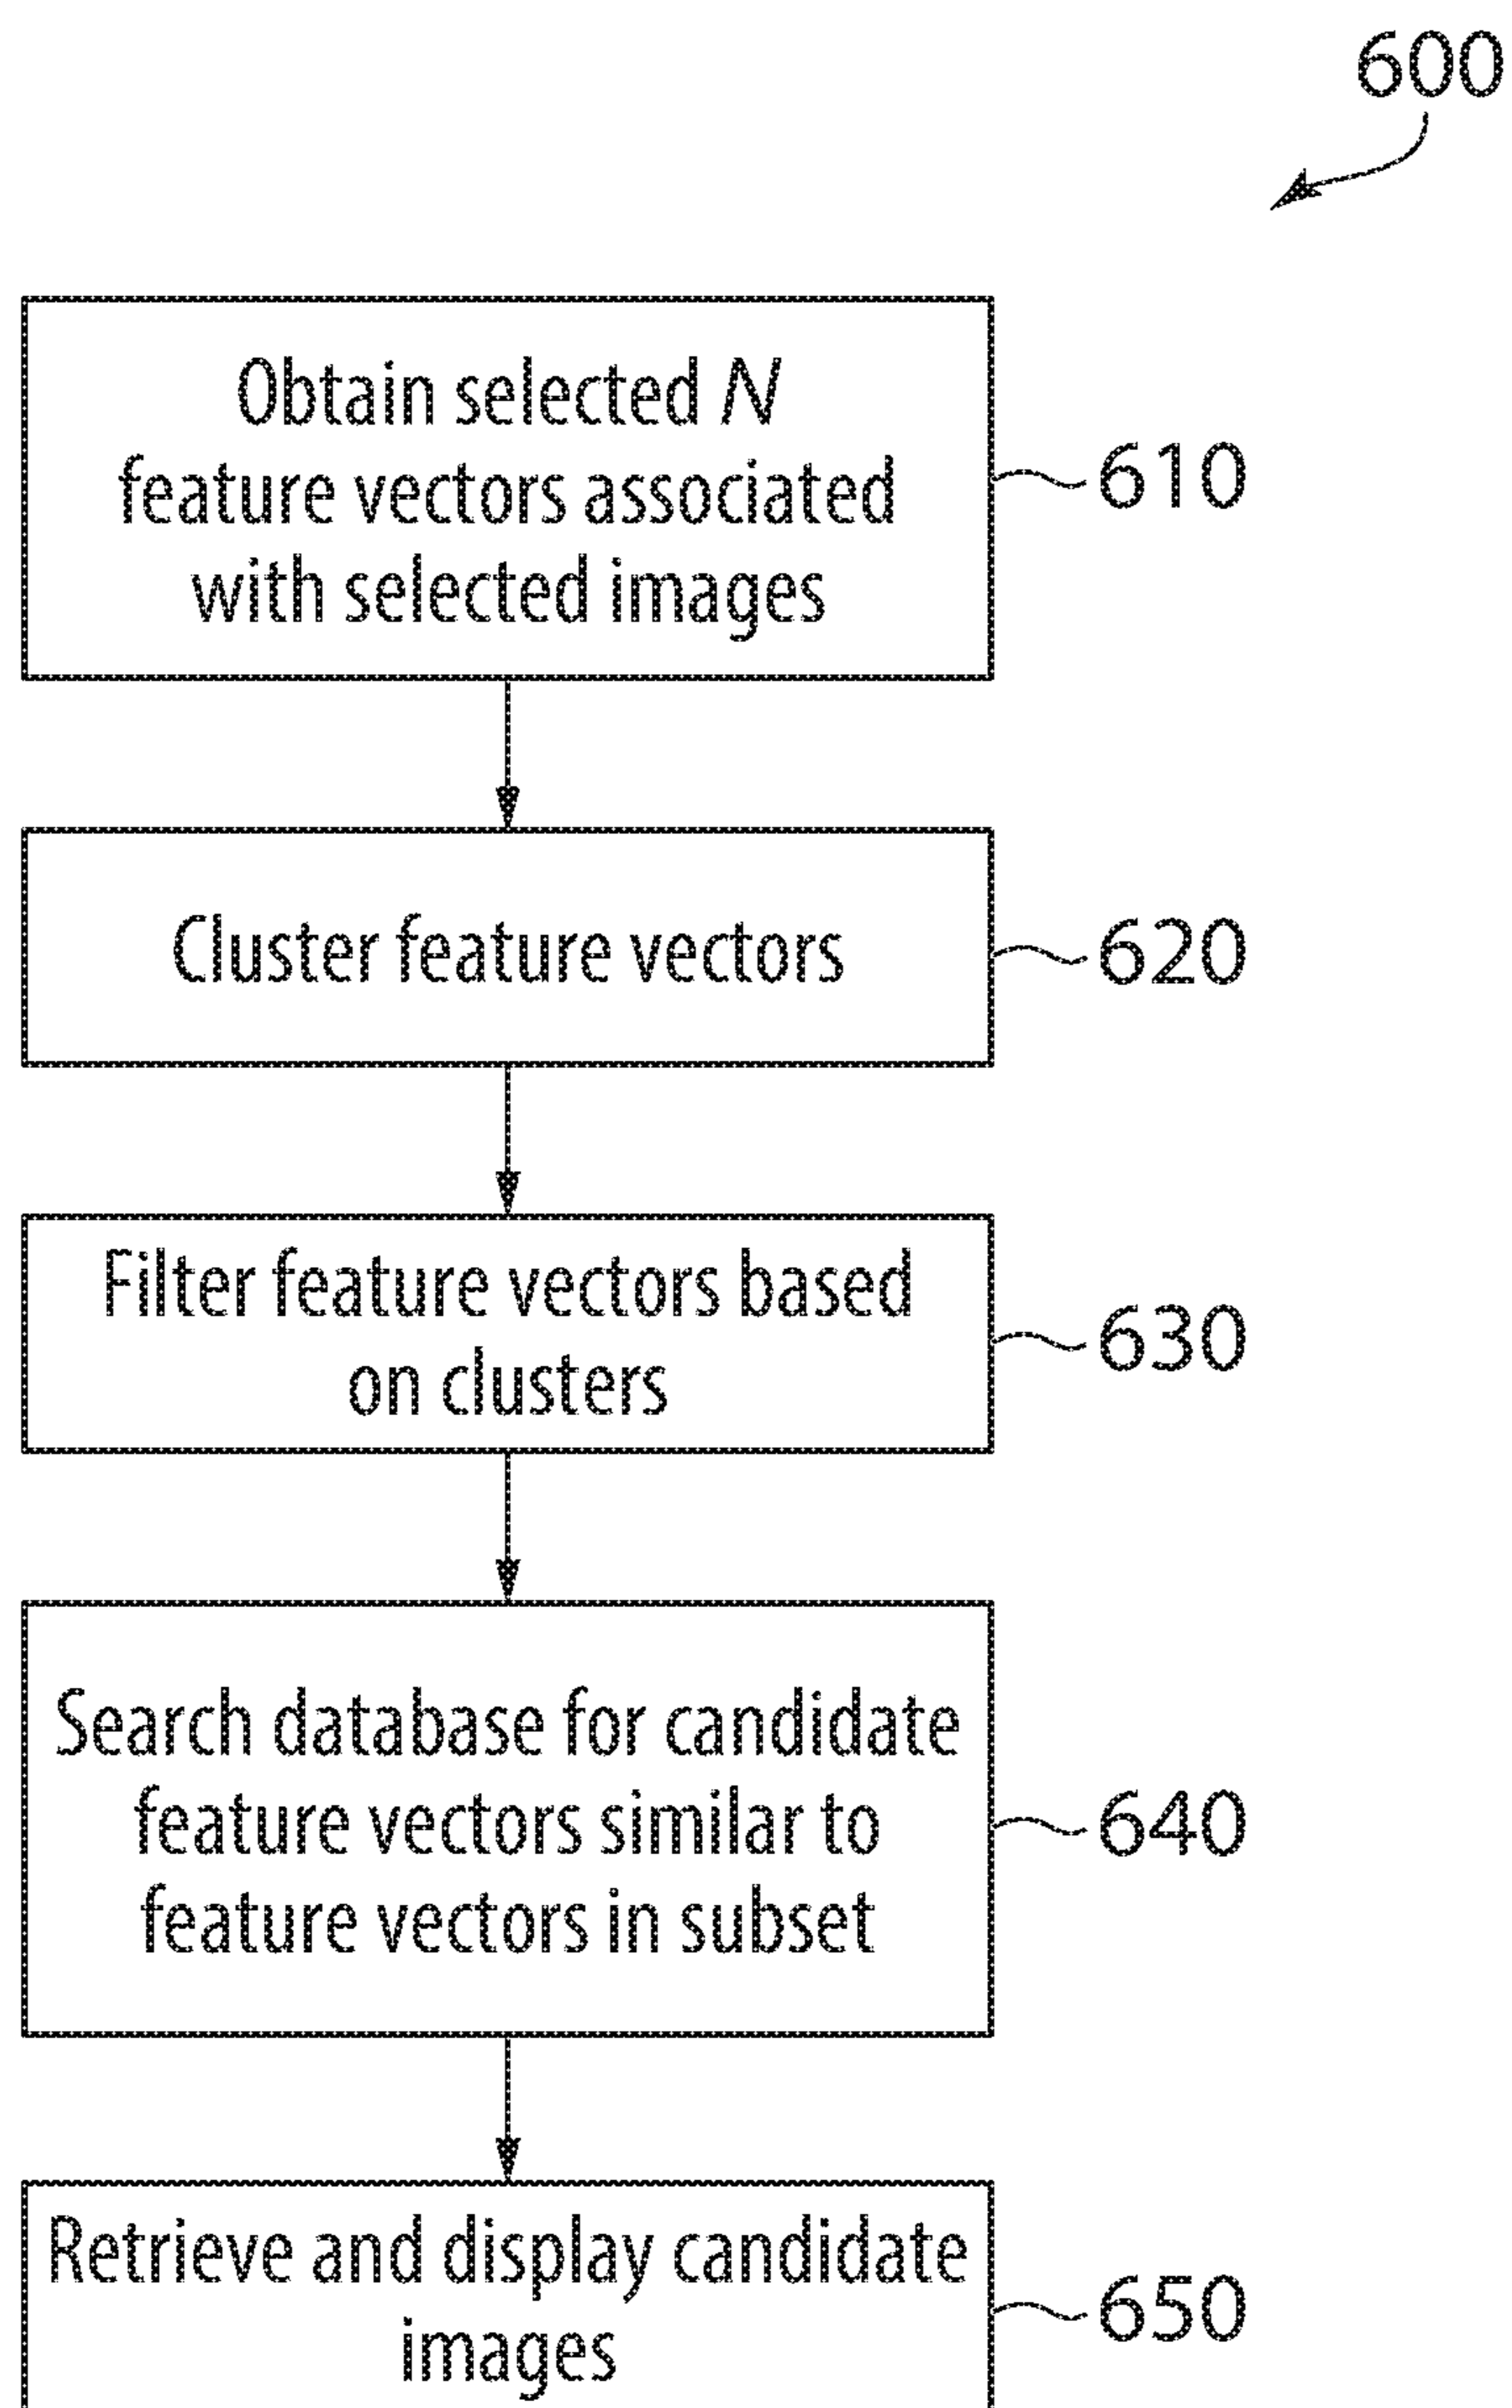 600
Obtain selected N
feature vectors associated
with selected images
610
Cluster feature vectors
620
Filter feature vectors based
on clusters
630
Search database for candidate
feature vectors similar to
feature vectors in subset
640
Retrieve and display candidate
images
650